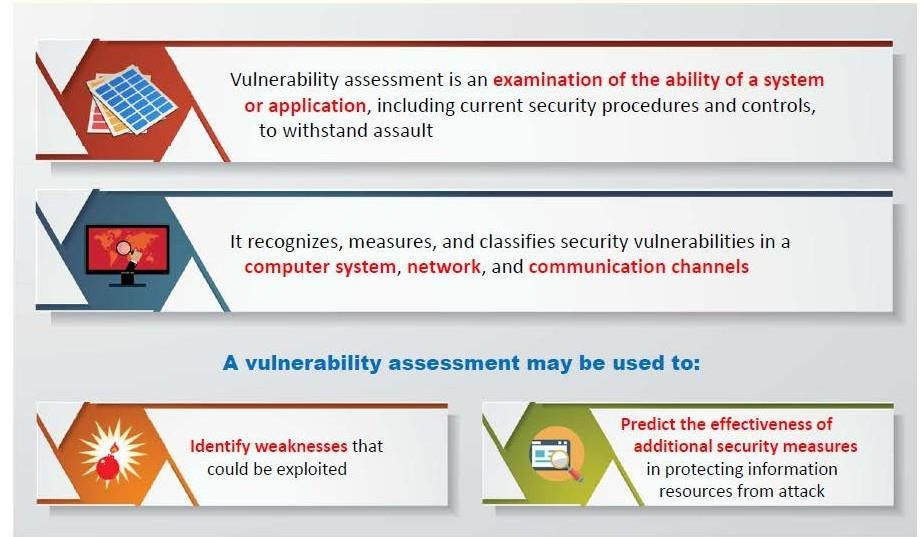 Vulnerability assessment is an examination of the ability of a system
or application, including current security procedures and controls,
to withstand assault
It recognizes, measures, and classifies security vulnerabilities in a
computer system, network, and communication channels
A vulnerability assessment may be used to:
Identify weaknesses that
could be exploited
Predict the effectiveness of
additional security measures
in protecting information
resources from attack